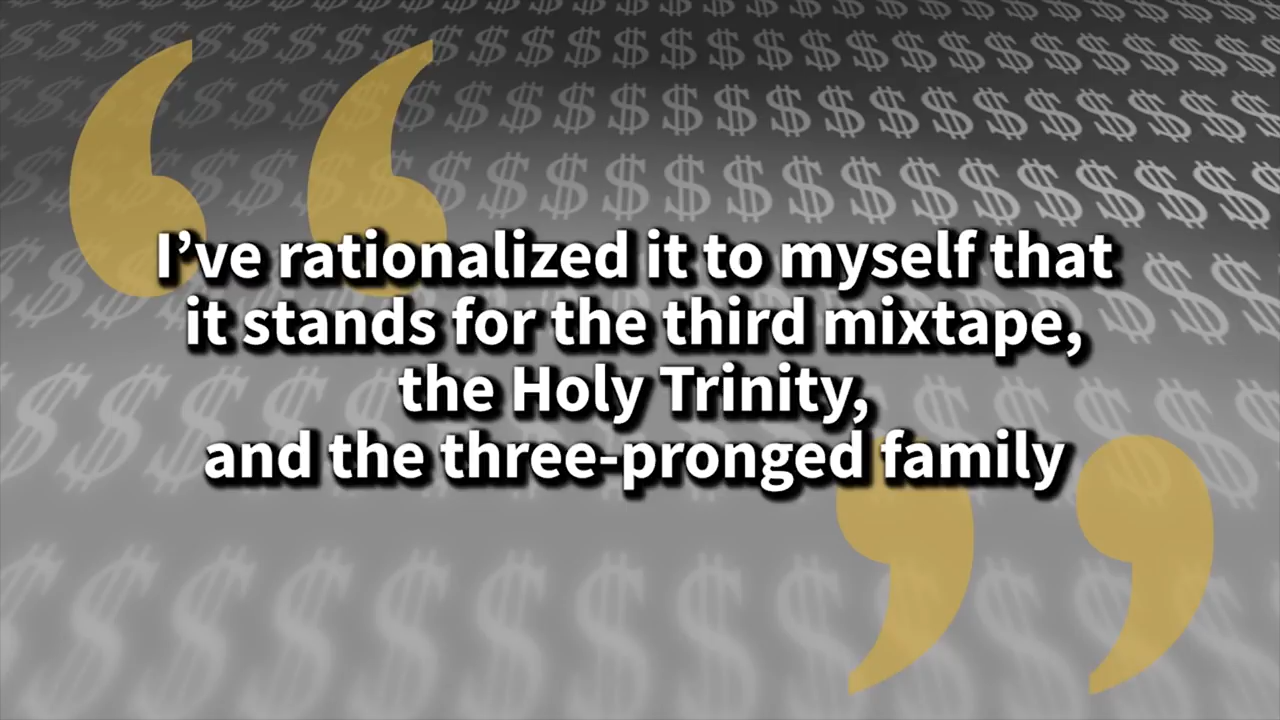 I’ve rationalized it to myself that
it stands for the third mixtape,
the Holy Trinity,
and the three-pronged family